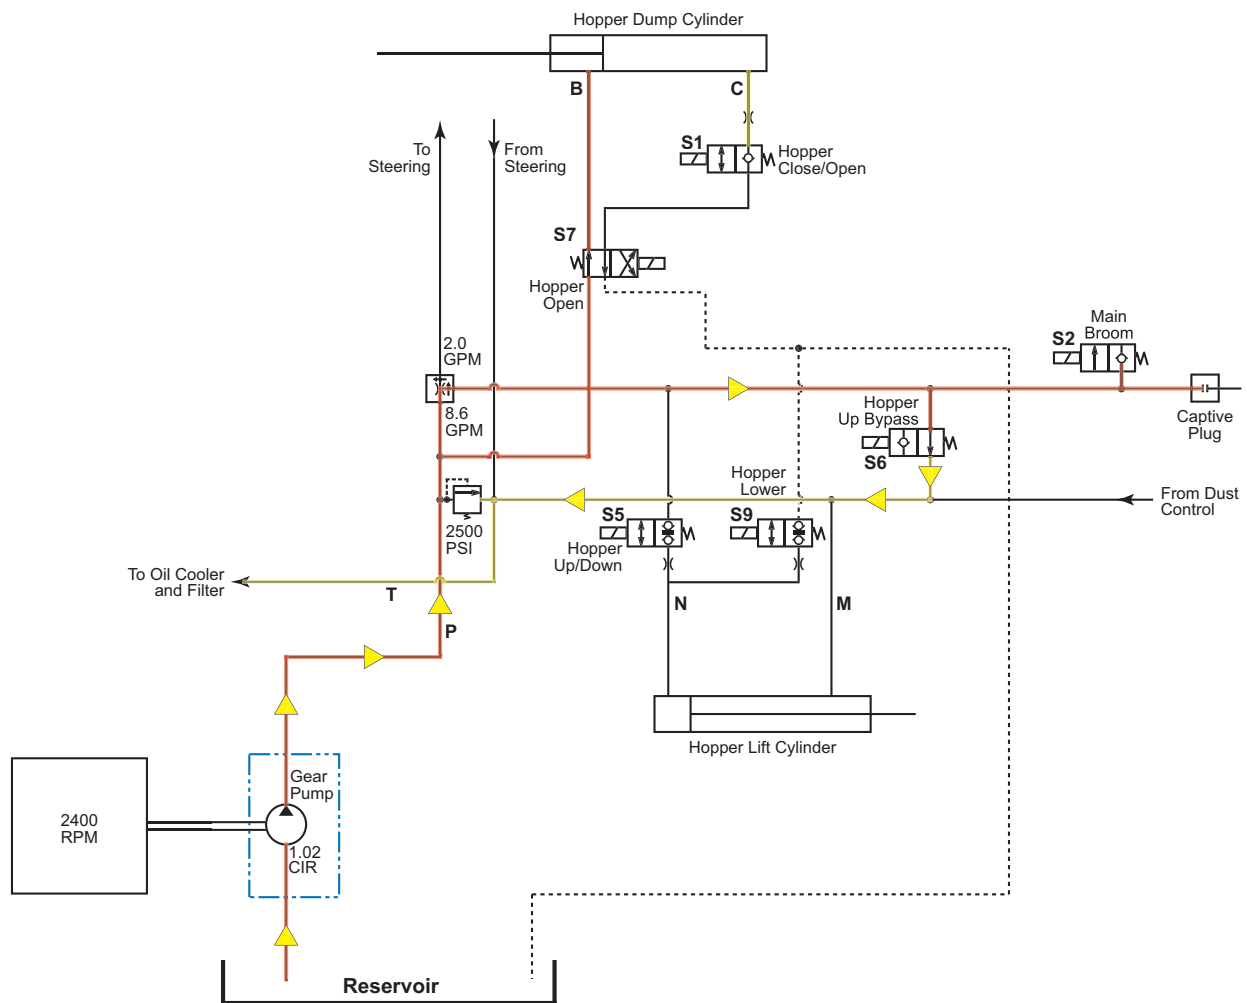 Hopper Dump Cylinder
B
C
To
Steering
From
Steering
S1
Hopper
Close/Open
S7
Hopper
Open
2.0
GPM
8.6
GPM
Main
Broom
S2
Captive
Plug
Hopper
Up Bypass
S6
Hopper
Lower
S5
S9
Hopper
Up/Down
2500
PSI
From Dust
Control
To Oil Cooler
and Filter
T
P
N
M
Hopper Lift Cylinder
Gear
Pump
2400
RPM
1.02
CIR
Reservoir